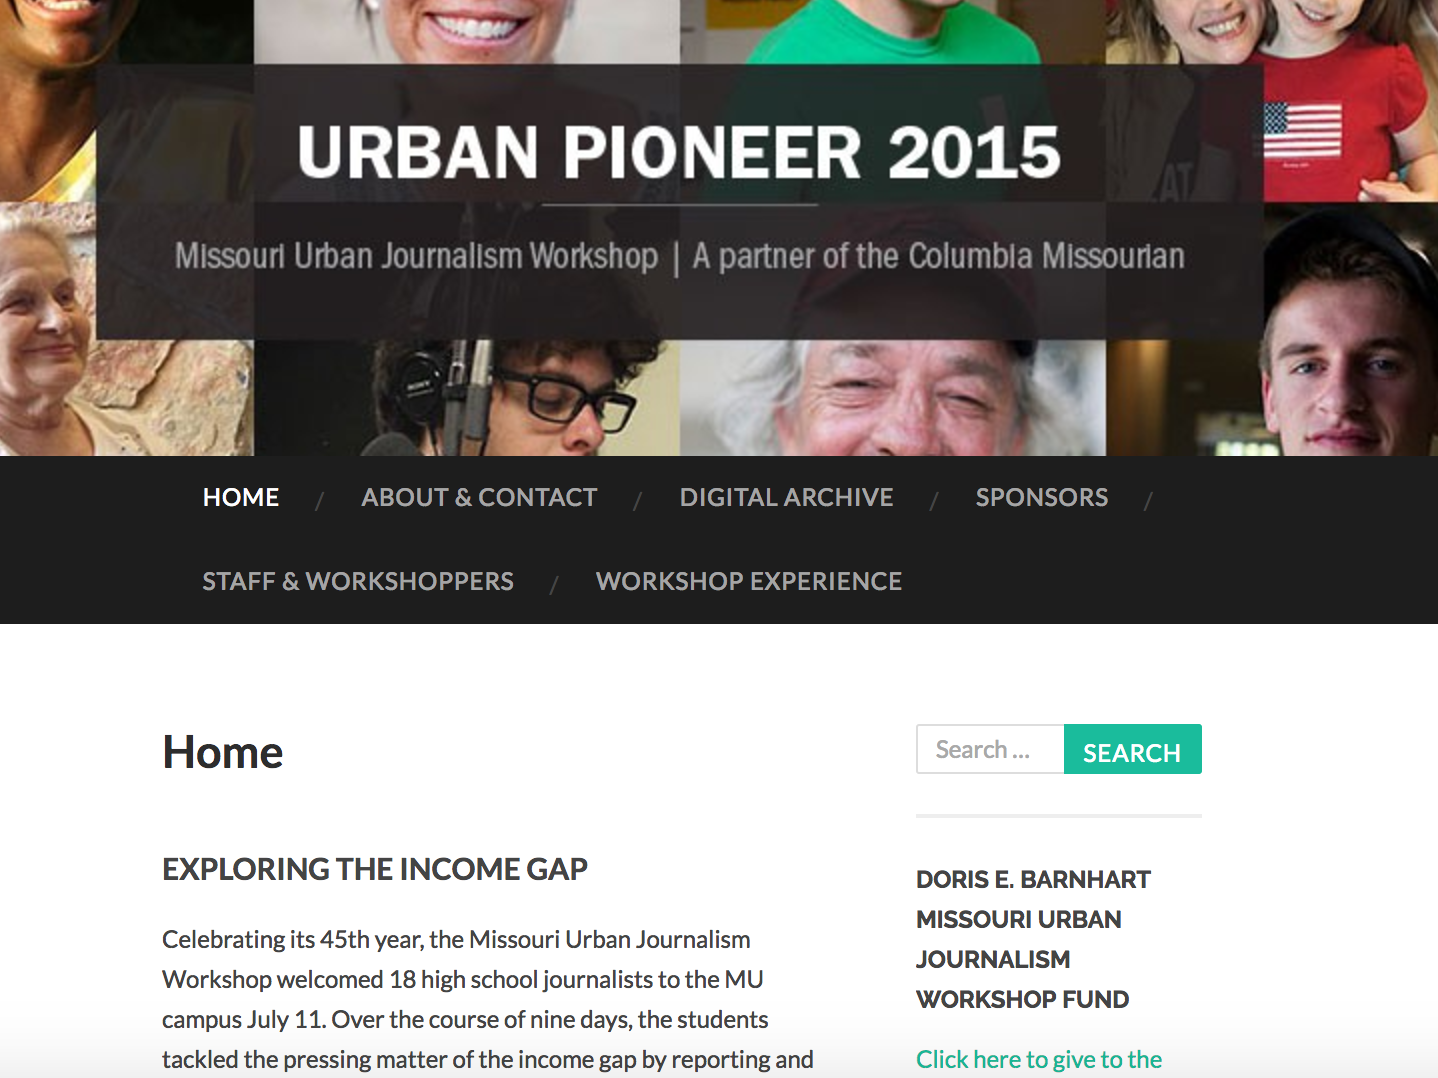 URBAN PIONEER 2015
Missouri Urban Journalism Workshop | A partner of the Columbia Missourian
HOME / ABOUT & CONTACT / DIGITAL ARCHIVE / SPONSORS /
STAFF & WORKSHOPPERS / WORKSHOP EXPERIENCE
Home
EXPLORING THE INCOME GAP
Celebrating its 45th year, the Missouri Urban Journalism
Workshop welcomed 18 high school journalists to the MU
campus July 11. Over the course of nine days, the students
tackled the pressing matter of the income gap by reporting and
Search ...
SEARCH
DORIS E. BARNHART
MISSOURI URBAN
JOURNALISM
WORKSHOP FUND
Click here to give to the